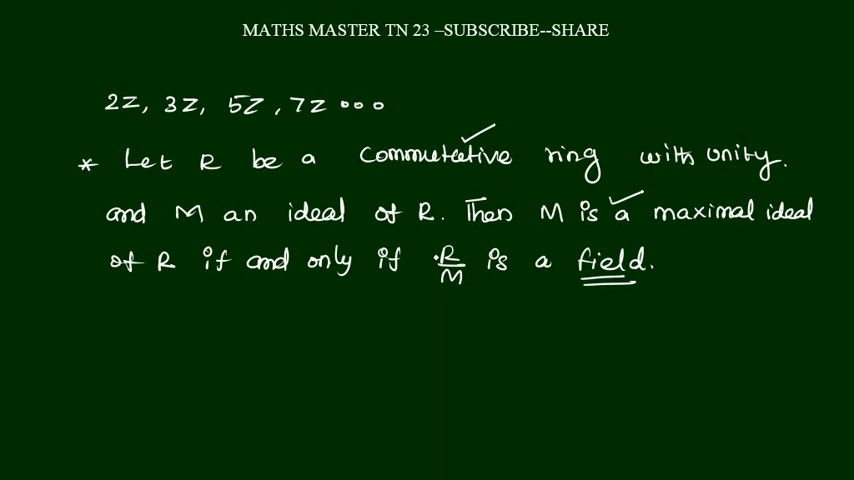 MATHS MASTER TN 23 –SUBSCRIBE--SHARE
2Z, 3Z, 5Z, 7Z ...
* Let R be a commutative ring with unity.
and M an ideal of R. Then M is a maximal ideal
of R if and only if R/M is a field.